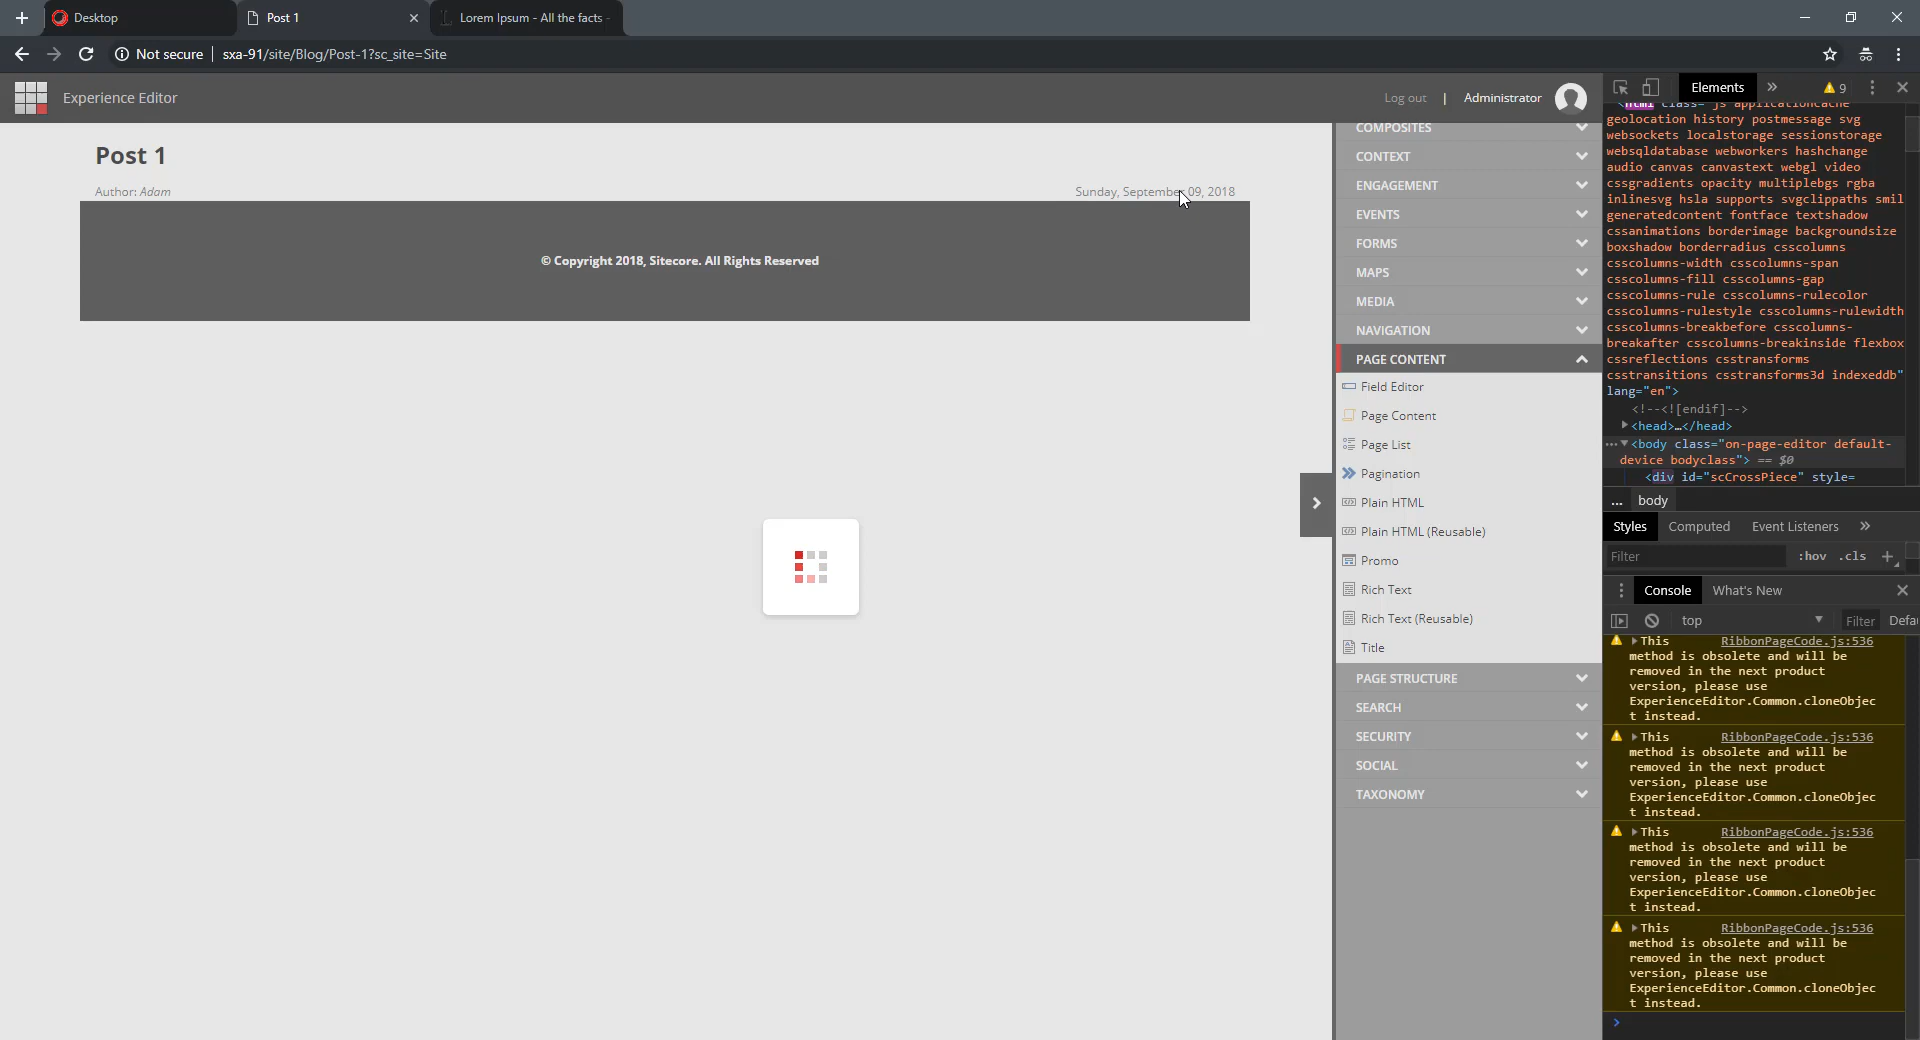 Desktop
Post 1
Lorem Ipsum - All the facts -
Not secure
sxa-91/site/Blog/Post-1?sc_site=Site
Experience Editor
Log out | Administrator
Post 1
Author: Adam
Sunday, September 09, 2018
© Copyright 2018, Sitecore. All Rights Reserved
COMPOSITES
CONTEXT
ENGAGEMENT
EVENTS
FORMS
MAPS
MEDIA
NAVIGATION
PAGE CONTENT
Field Editor
Page Content
Page List
Pagination
Plain HTML
Plain HTML (Reusable)
Promo
Rich Text
Rich Text (Reusable)
Title
PAGE STRUCTURE
SEARCH
SECURITY
SOCIAL
TAXONOMY
Elements
9
<html class=" js applicationcache
geolocation history postmessage svg
websockets localstorage sessionstorage
websqldatabase webworkers hashchange
audio canvas canvastext webgl video
cssgradients opacity multiplebgs rgba
inlinesvg hsla supports svgclippaths smil
generatedcontent fontface textshadow
cssanimations borderimage backgroundsize
boxshadow borderradius csscolumns
csscolumns-width csscolumns-span
csscolumns-fill csscolumns-gap
csscolumns-rule csscolumns-rulecolor
csscolumns-rulestyle csscolumns-rulewidth
csscolumns-breakbefore csscolumns-
breakafter csscolumns-breakinside flexbox
cssreflections csstransforms
csstransitions csstransforms3d indexeddb"
lang="en">
<!--<![endif]-->
<head>…</head>
<body class="on-page-editor default-
device bodyclass"> == $0
<div id="scCrossPiece" style=
... body
Styles Computed Event Listeners
Filter :hov .cls
Console What's New
top Filter Defau
This RibbonPageCode.js:536
method is obsolete and will be
removed in the next product
version, please use
ExperienceEditor.Common.cloneObjec
t instead.
This RibbonPageCode.js:536
method is obsolete and will be
removed in the next product
version, please use
ExperienceEditor.Common.cloneObjec
t instead.
This RibbonPageCode.js:536
method is obsolete and will be
removed in the next product
version, please use
ExperienceEditor.Common.cloneObjec
t instead.
This RibbonPageCode.js:536
method is obsolete and will be
removed in the next product
version, please use
ExperienceEditor.Common.cloneObjec
t instead.